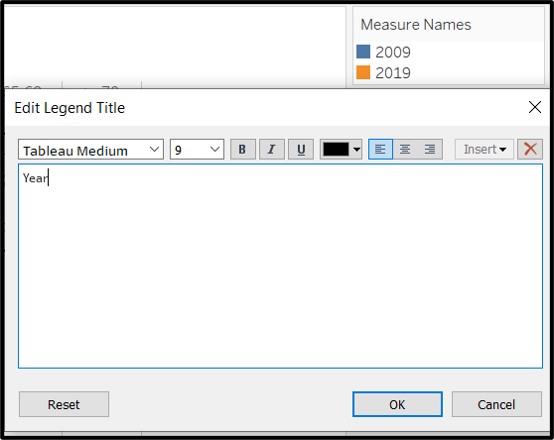 Measure Names
2009
2019
Edit Legend Title
Tableau Medium 9 B I U Insert
Year
Reset OK Cancel